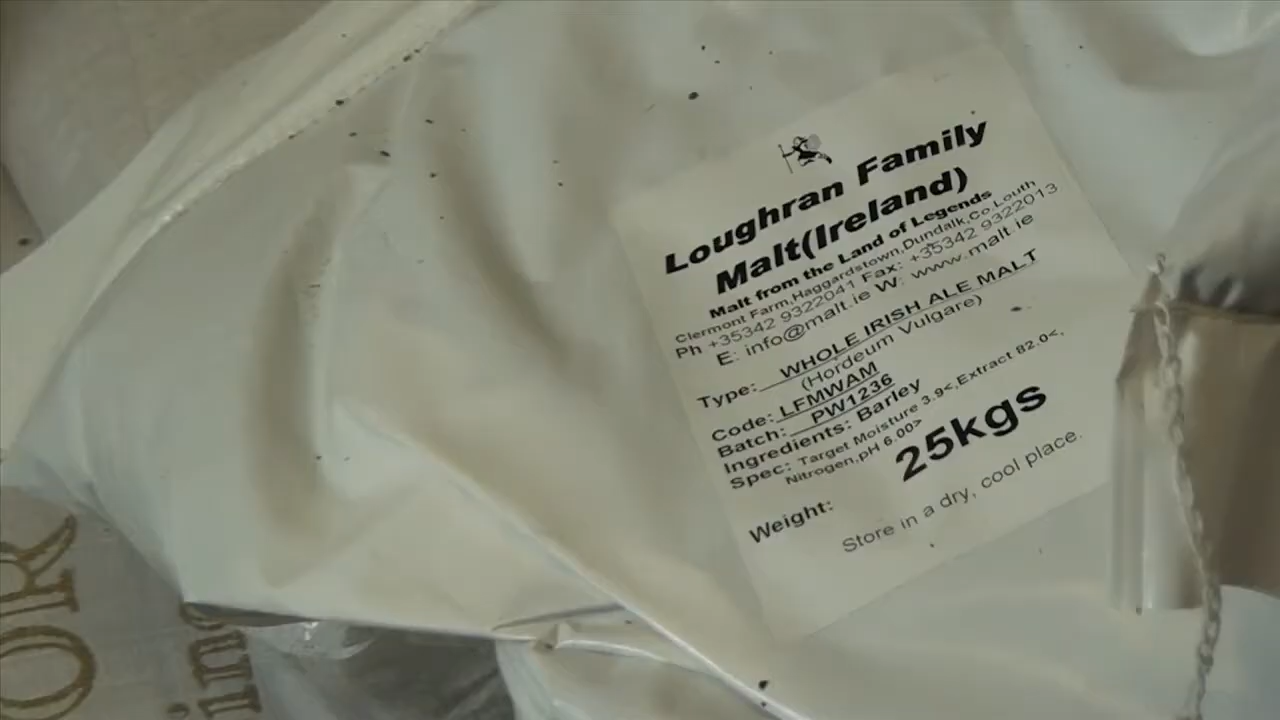 Loughran Family
Malt(Ireland)
Malt from the Land of Legends
Clermont Farm,Haggardstown,Dundalk,Co.Louth
Ph +35342 9322041 Fax: +35342 9322013
E: info@malt.ie W: www.malt.ie
Type: WHOLE IRISH ALE MALT
(Hordeum Vulgare)
Code: LFMWAM
Batch: PW1236
Ingredients: Barley
Spec: Target Moisture 3.9<,Extract 82.0<,
Nitrogen,pH 6.00>
Weight: 25kgs
Store in a dry, cool place.
OR
ing